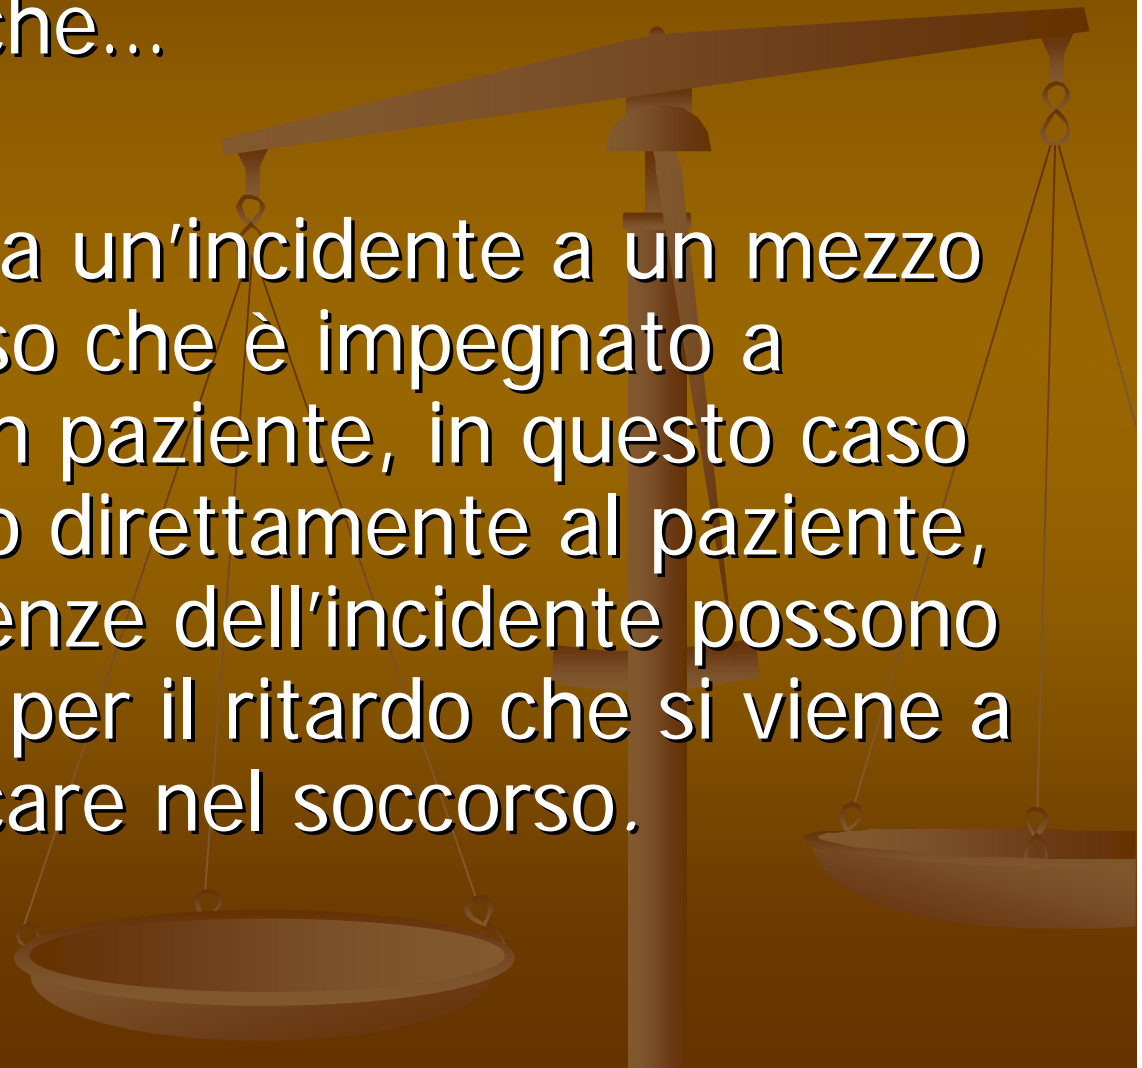 che...
a un'incidente a un mezzo
so che è impegnato a
n paziente, in questo caso
o direttamente al paziente,
enze dell'incidente possono
per il ritardo che si viene a
care nel soccorso.